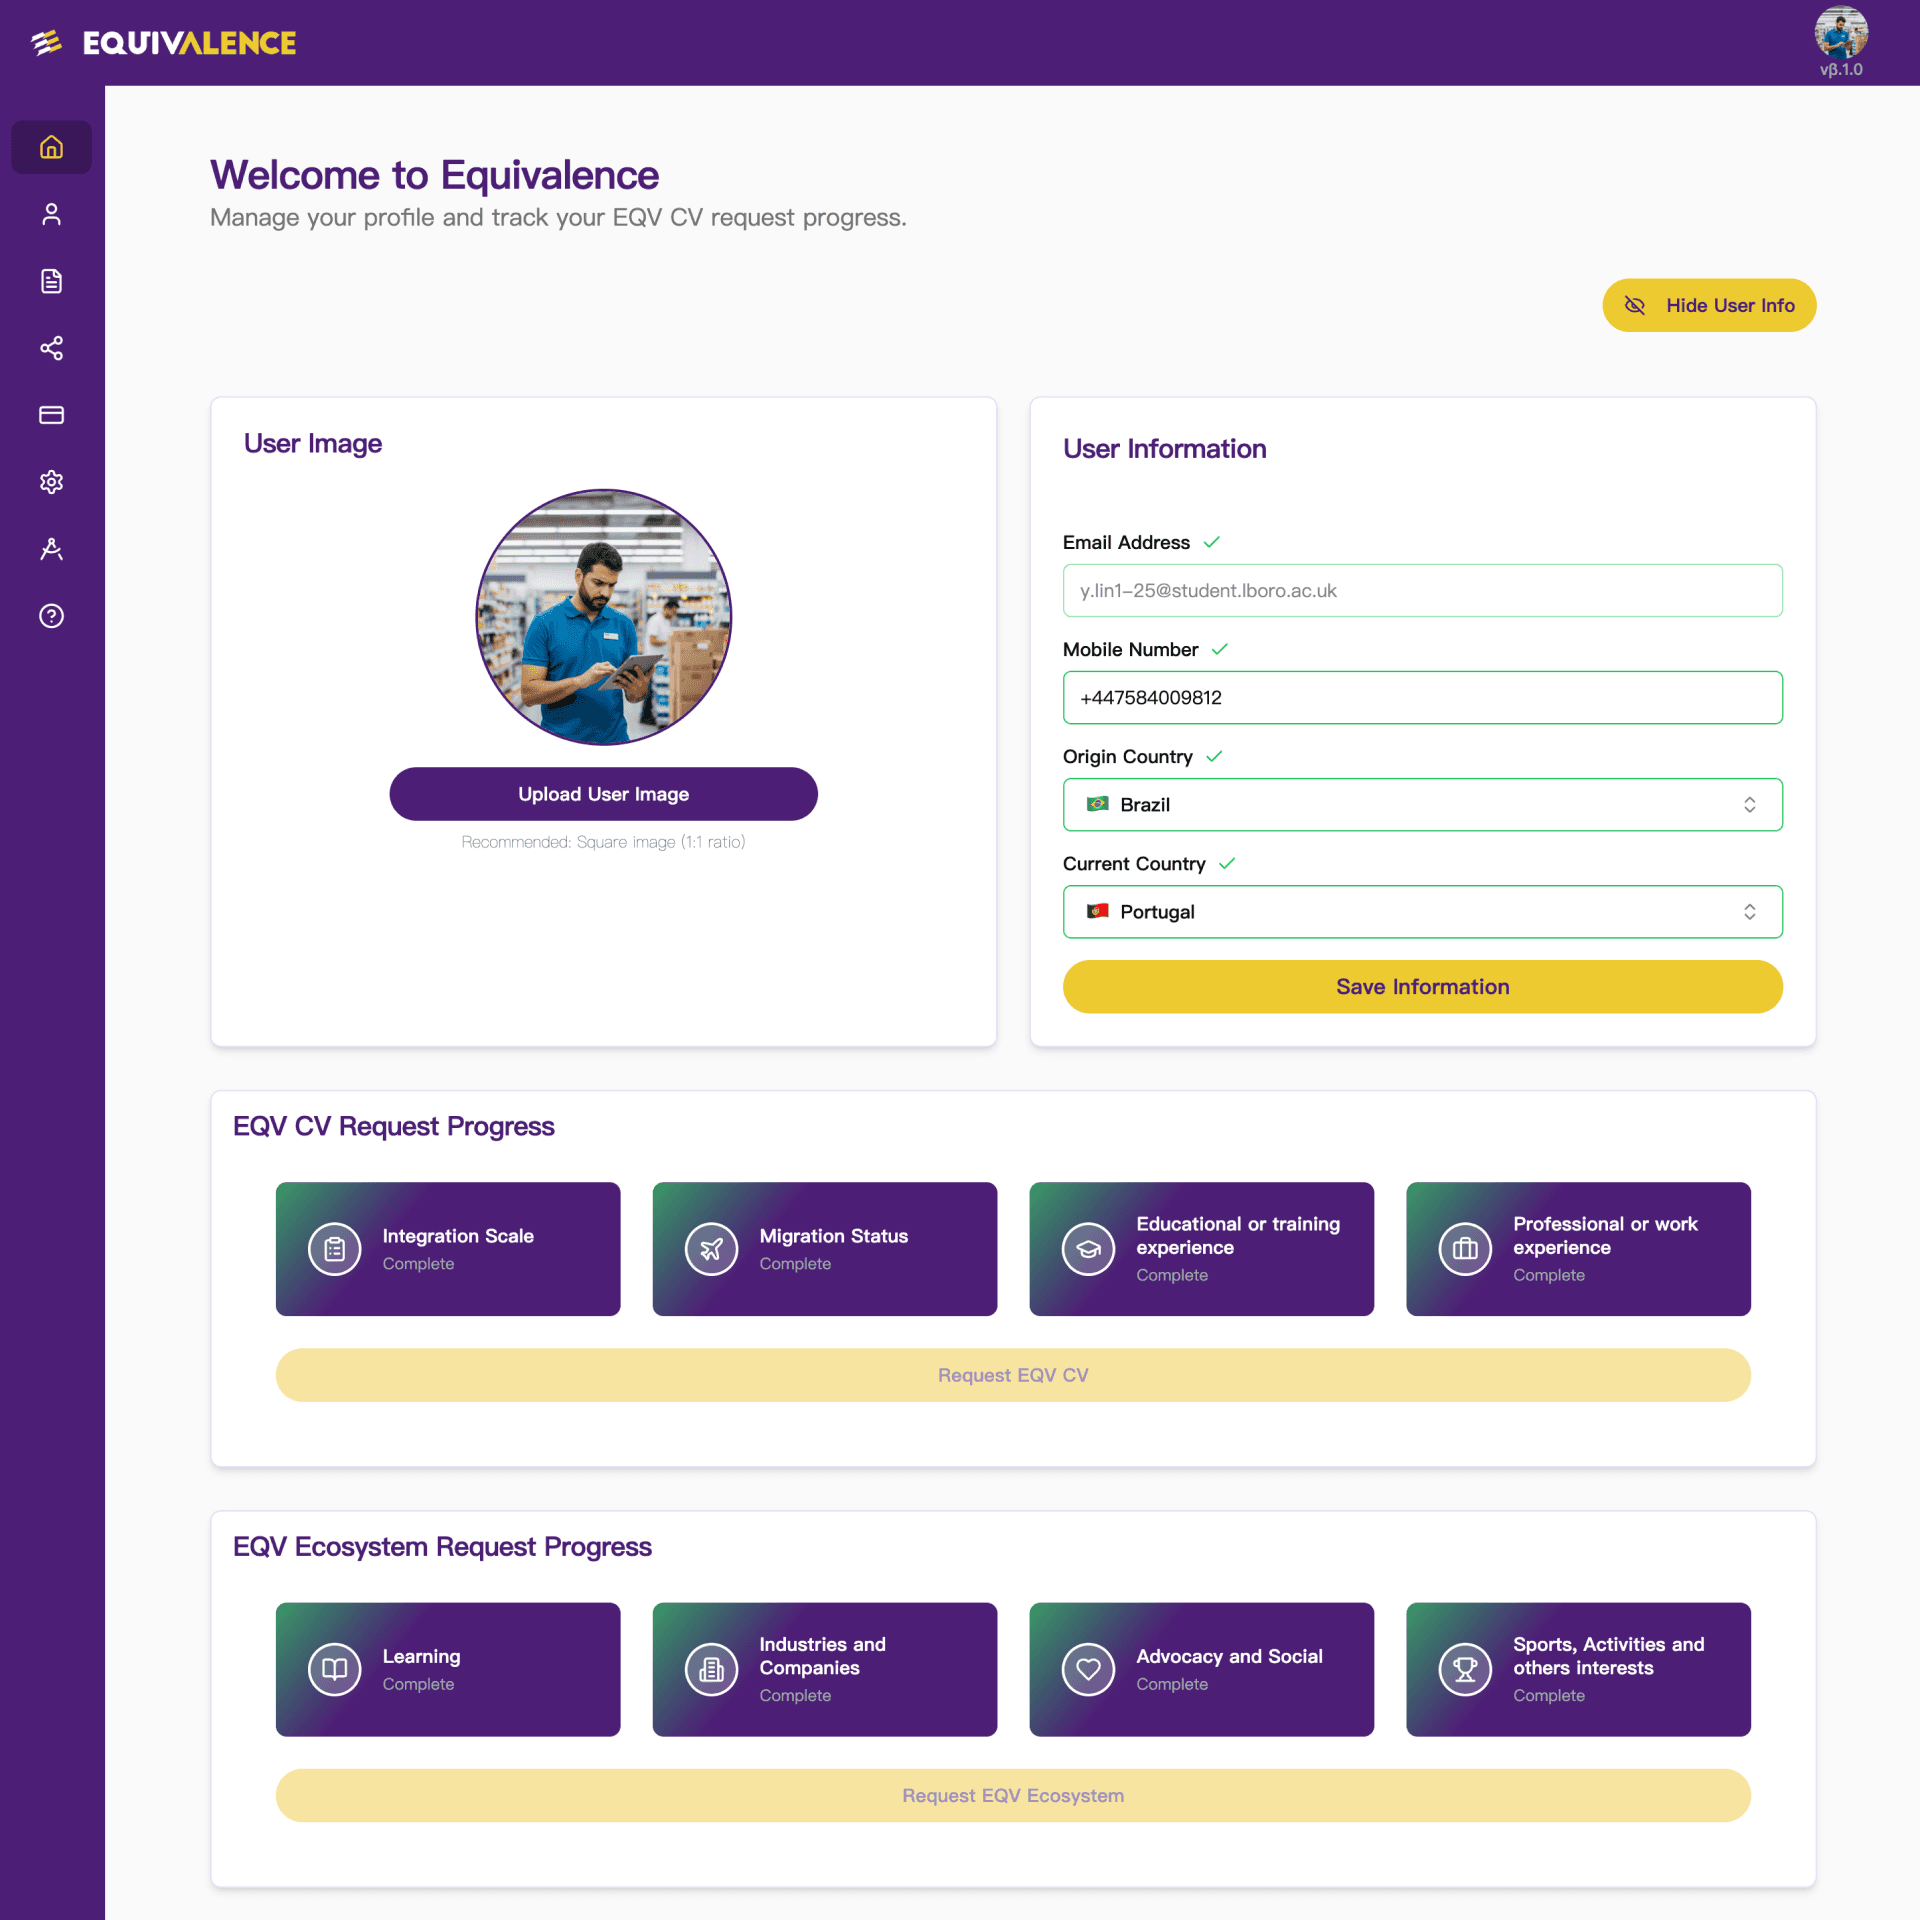 EQUIVALENCE
vβ.1.0
Welcome to Equivalence
Manage your profile and track your EQV CV request progress.
Hide User Info
User Image
Upload User Image
Recommended: Square image (1:1 ratio)
User Information
Email Address
y.lin1-25@student.lboro.ac.uk
Mobile Number
+447584009812
Origin Country
Brazil
Current Country
Portugal
Save Information
EQV CV Request Progress
Integration Scale
Complete
Migration Status
Complete
Educational or training
experience
Complete
Professional or work
experience
Complete
Request EQV CV
EQV Ecosystem Request Progress
Learning
Complete
Industries and
Companies
Complete
Advocacy and Social
Complete
Sports, Activities and
others interests
Complete
Request EQV Ecosystem